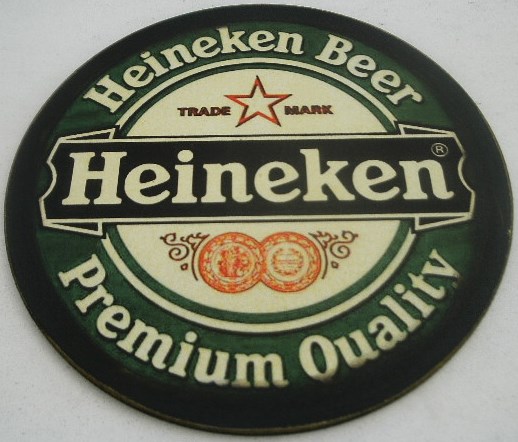 Heineken Beer
TRADE MARK
Heineken®
Premium Quality